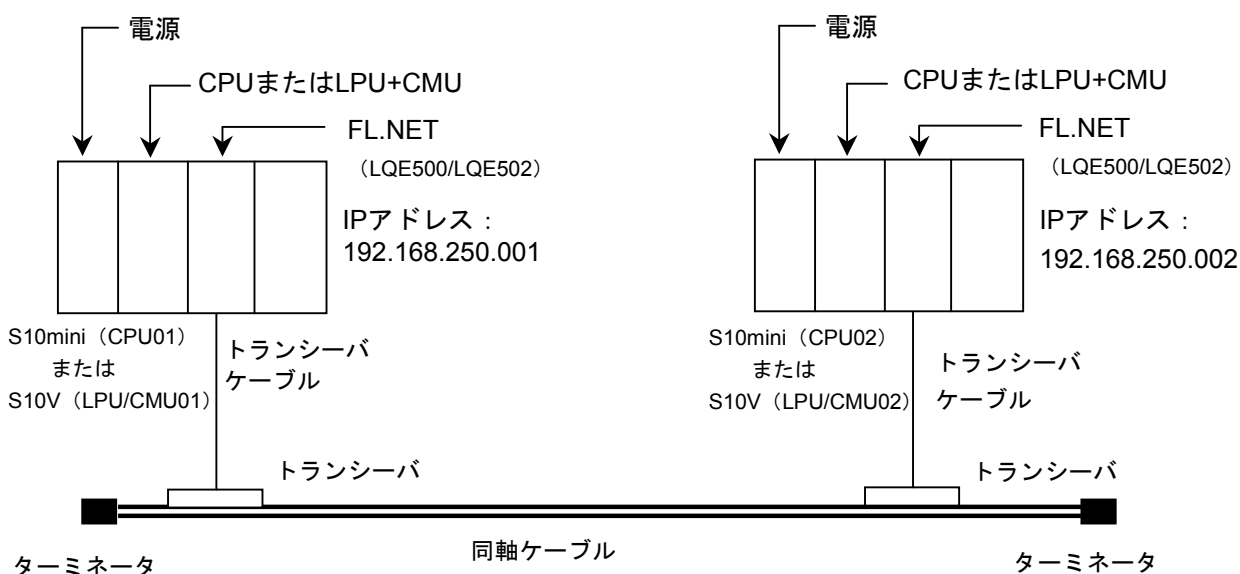 電源
CPUまたはLPU+CMU
FL.NET
（LQE500/LQE502）
IPアドレス：
192.168.250.001
S10mini（CPU01）
または
S10V（LPU/CMU01）
トランシーバ
ケーブル
トランシーバ
ターミネータ
同軸ケーブル
電源
CPUまたはLPU+CMU
FL.NET
（LQE500/LQE502）
IPアドレス：
192.168.250.002
S10mini（CPU02）
または
S10V（LPU/CMU02）
トランシーバ
ケーブル
トランシーバ
ターミネータ